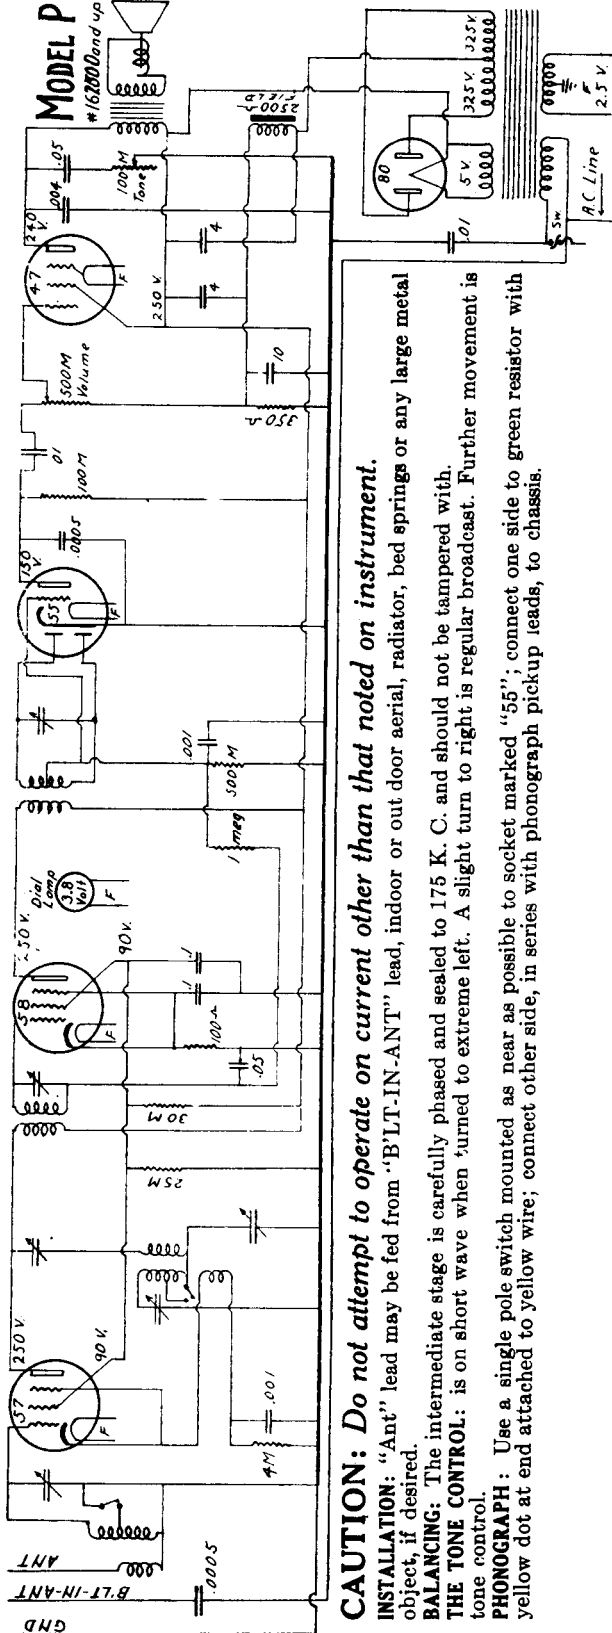 MODEL P
#162800 and up
GND
B'LT-IN-ANT
ANT
.0005
57
F
250 V.
90 V.
4M
.001
25M
30M
58
F
250V.
90V.
100Ω
.05
.1
.1
Dial
Lamp
3.8
Volt
F
1 meg
500M
.001
55
F
150
V.
.0005
100M
.01
500M
Volume
47
F
240
V.
.004
.05
100M
Tone
250 V.
4
4
10
350Ω
2500Ω
FIELD
80
5V.
325V.
325V.
F
2.5 V.
.01
Sw.
A.C. Line
CAUTION: Do not attempt to operate on current other than that noted on instrument.
INSTALLATION: "Ant" lead may be fed from "B'LT-IN-ANT" lead, indoor or out door aerial, radiator, bed springs or any large metal
object, if desired.
BALANCING: The intermediate stage is carefully phased and sealed to 175 K. C. and should not be tampered with.
THE TONE CONTROL: is on short wave when turned to extreme left. A slight turn to right is regular broadcast. Further movement is
tone control.
PHONOGRAPH: Use a single pole switch mounted as near as possible to socket marked "55"; connect one side to green resistor with
yellow dot at end attached to yellow wire; connect other side, in series with phonograph pickup leads, to chassis.